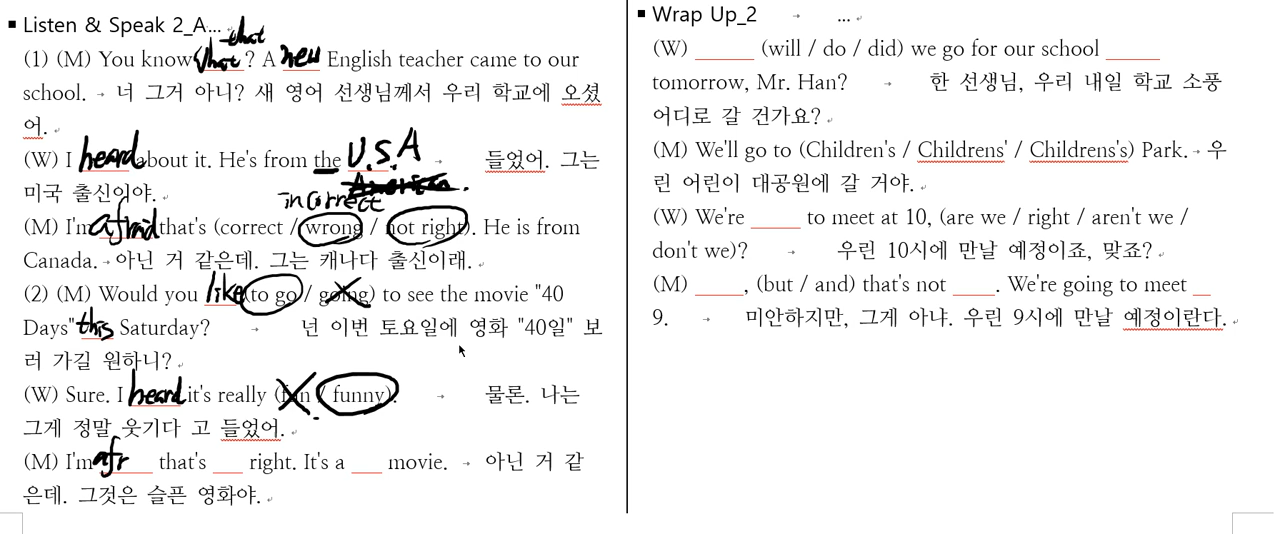 ■ Listen & Speak 2_A...
that
(1) (M) You know what? A new English teacher came to our
school. → 너 그거 아니? 새 영어 선생님께서 우리 학교에 오셨
어.
(W) I heard about it. He's from the U.S.A → 들었어. 그는
미국 출신이야.
incorrect
(M) I'm afraid that's (correct / wrong / not right). He is from
Canada. → 아닌 거 같은데. 그는 캐나다 출신이래.
(2) (M) Would you like (to go / going) to see the movie "40
Days" this Saturday? → 넌 이번 토요일에 영화 "40일" 보
러 가길 원하니?
(W) Sure. I heard it's really (fun / funny). → 물론. 나는
그게 정말 웃기다 고 들었어.
(M) I'm afr___ that's ___ right. It's a ___ movie. → 아닌 거 같
은데. 그것은 슬픈 영화야.
■ Wrap Up_2 → ...
(W) ______ (will / do / did) we go for our school ______
tomorrow, Mr. Han? → 한 선생님, 우리 내일 학교 소풍
어디로 갈 건가요?
(M) We'll go to (Children's / Childrens' / Childrens's) Park. → 우
린 어린이 대공원에 갈 거야.
(W) We're _____ to meet at 10, (are we / right / aren't we /
don't we)? → 우린 10시에 만날 예정이죠, 맞죠?
(M) _____, (but / and) that's not ____. We're going to meet __
9. → 미안하지만, 그게 아냐. 우린 9시에 만날 예정이란다.